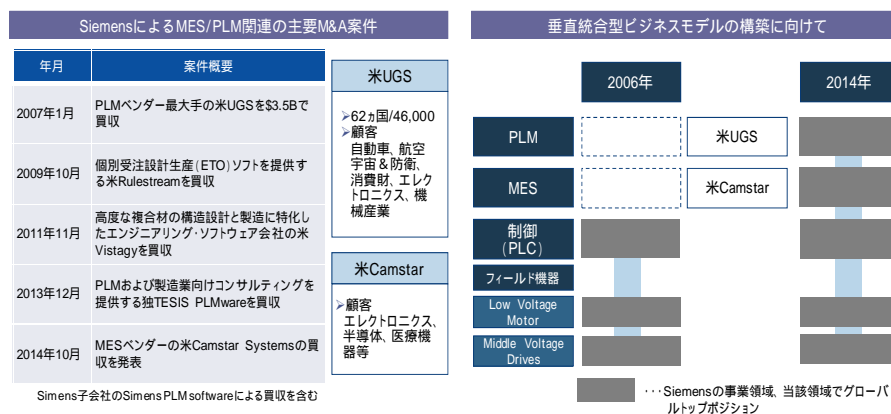 SiemensによるMES/PLM関連の主要M&A案件
年月
案件概要
2007年1月
PLMベンダー最大手の米UGSを$3.5Bで
買収
2009年10月
個別受注設計生産(ETO)ソフトを提供す
る米Rulestreamを買収
2011年11月
高度な複合材の構造設計と製造に特化し
たエンジニアリング・ソフトウェア会社の米
Vistagyを買収
2013年12月
PLMおよび製造業向けコンサルティングを
提供する独TESIS PLMwareを買収
2014年10月
MESベンダーの米Camstar Systemsの買
収を発表
Simens子会社のSimens PLM softwareによる買収を含む
米UGS
➢62ヵ国/46,000
➢顧客
自動車、航空
宇宙&防衛、
消費財、エレク
トロニクス、機
械産業
米Camstar
➢顧客
エレクトロニクス、
半導体、医療機
器等
垂直統合型ビジネスモデルの構築に向けて
2006年
2014年
PLM
米UGS
MES
米Camstar
制御
(PLC)
フィールド機器
Low Voltage
Motor
Middle Voltage
Drives
･･･Siemensの事業領域、当該領域でグローバ
ルトップポジション